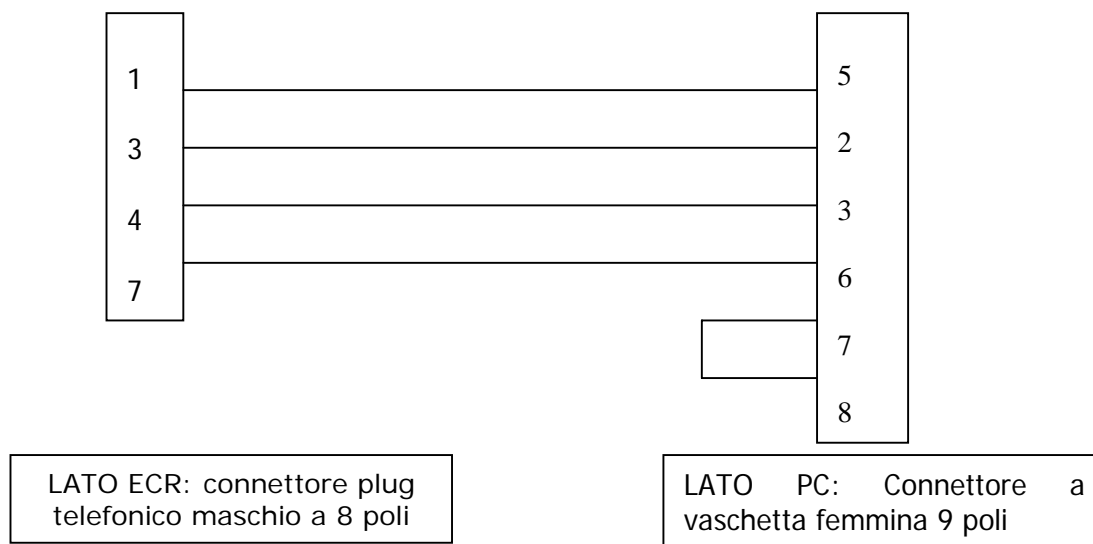 1
3
4
7
5
2
3
6
7
8
LATO ECR: connettore plug
telefonico maschio a 8 poli
LATO PC: Connettore a
vaschetta femmina 9 poli